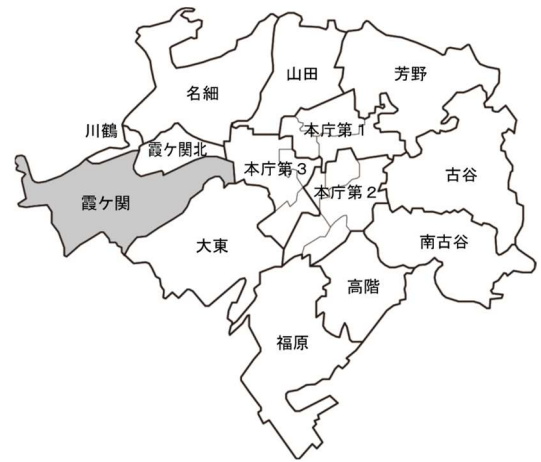 山田
芳野
名細
川鶴
本庁第1
霞ケ関北
本庁第3
古谷
本庁第2
霞ケ関
大東
南古谷
高階
福原